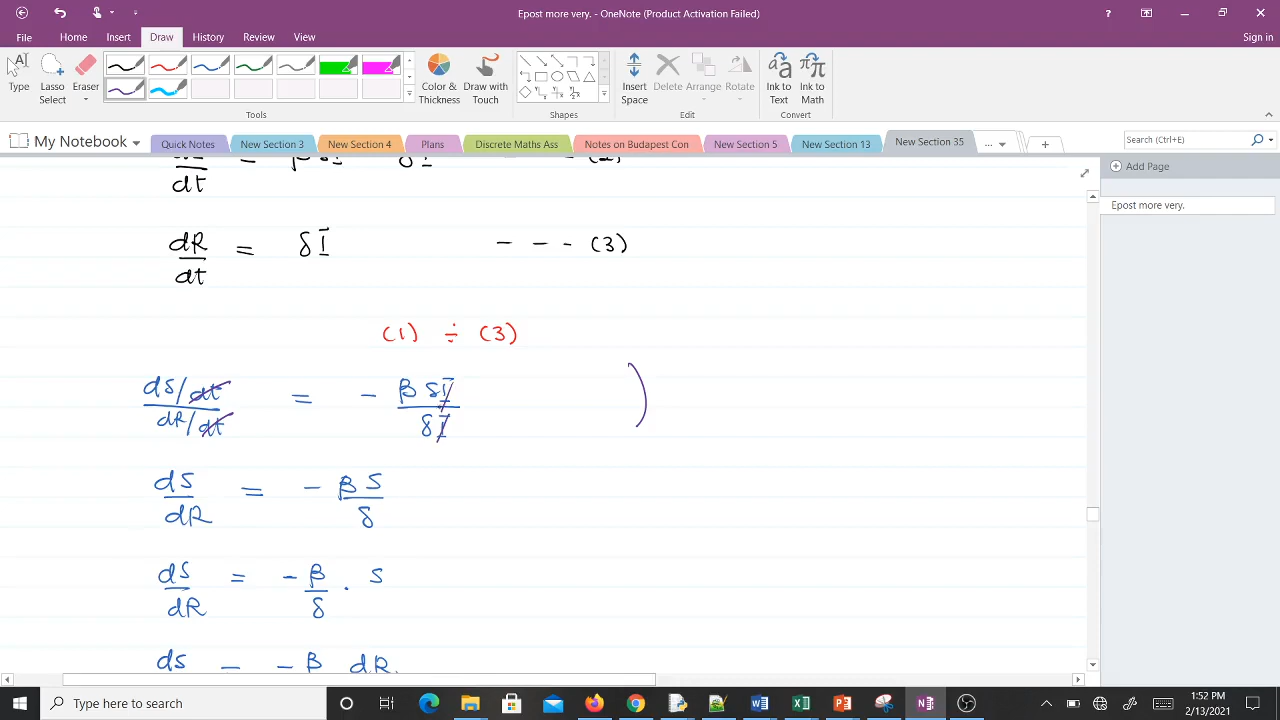 Epost more very. - OneNote (Product Activation Failed)
File Home Insert Draw History Review View Sign in
Type Lasso Select Eraser Color & Thickness Draw with Touch Insert Space Delete Arrange Rotate Ink to Text Ink to Math
Tools Shapes Edit Convert
My Notebook Quick Notes New Section 3 New Section 4 Plans Discrete Mathematics Ass Notes on Budapest Con New Section 5 New Section 13 New Section 35 ... Search (Ctrl+E)
Add Page
Epost more very.
dt
dR/dt = δI - - - (3)
(1) ÷ (3)
dS/dt / dR/dt = - βSI / δI )
dS/dR = - βS/δ
dS/dR = - β/δ . S
dS - β dR
Type here to search
1:52 PM
2/13/2021